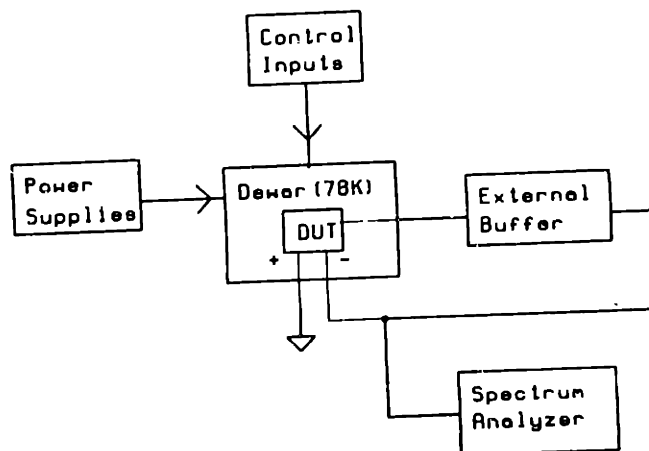 Control
Inputs
Power
Supplies
Dewar (78K)
DUT
+
-
External
Buffer
Spectrum
Analyzer